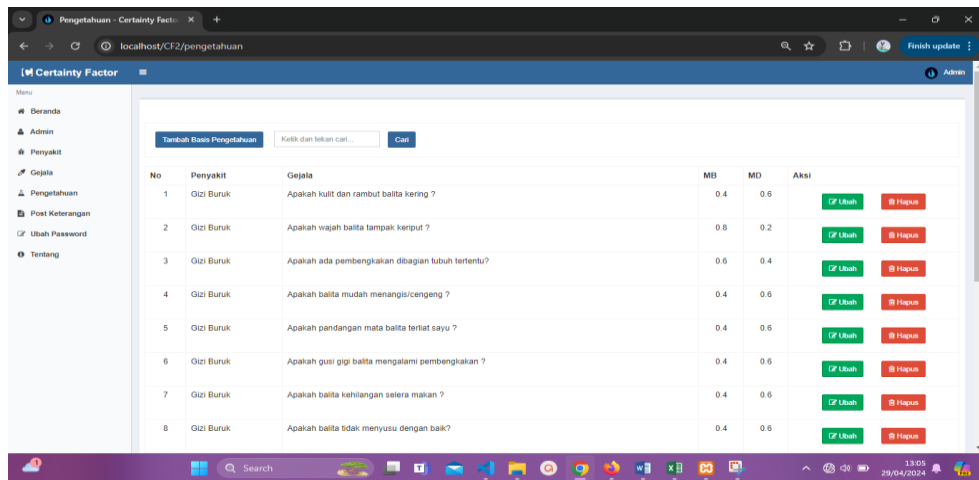 Pengetahuan - Certainty Facto
localhost/CF2/pengetahuan
Finish update
Certainty Factor
Admin
Menu
Beranda
Admin
Penyakit
Gejala
Pengetahuan
Post Keterangan
Ubah Password
Tentang
Tambah Basis Pengetahuan
Ketik dan tekan cari...
Cari
No Penyakit Gejala MB MD Aksi
1 Gizi Buruk Apakah kulit dan rambut balita kering ? 0.4 0.6 Ubah Hapus
2 Gizi Buruk Apakah wajah balita tampak keriput ? 0.8 0.2 Ubah Hapus
3 Gizi Buruk Apakah ada pembengkakan dibagian tubuh tertentu? 0.6 0.4 Ubah Hapus
4 Gizi Buruk Apakah balita mudah menangis/cengeng ? 0.4 0.6 Ubah Hapus
5 Gizi Buruk Apakah pandangan mata balita terliat sayu ? 0.4 0.6 Ubah Hapus
6 Gizi Buruk Apakah gusi gigi balita mengalami pembengkakan ? 0.4 0.6 Ubah Hapus
7 Gizi Buruk Apakah balita kehilangan selera makan ? 0.4 0.6 Ubah Hapus
8 Gizi Buruk Apakah balita tidak menyusu dengan baik? 0.4 0.6 Ubah Hapus
Search
13:05
29/04/2024